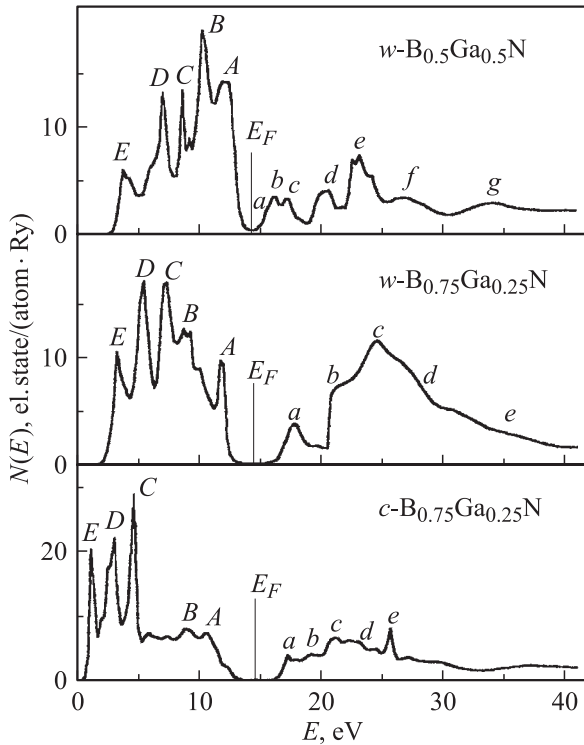 w-B0.5Ga0.5N
B
A
D
C
E
EF
10
0
a
b
c
d
e
f
g
w-B0.75Ga0.25N
D
C
B
A
E
EF
10
0
a
b
c
d
e
c-B0.75Ga0.25N
C
D
E
B
A
EF
20
0
a
b
c
d
e
0 10 20 30 40
E, eV
N(E), el.state/(atom · Ry)